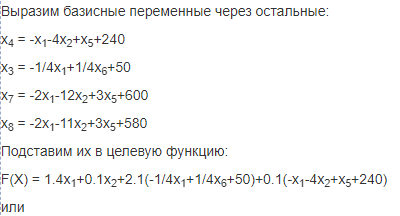 Выразим базисные переменные через остальные:
x₄ = -x₁-4x₂+x₅+240
x₃ = -1/4x₁+1/4x₆+50
x₇ = -2x₁-12x₂+3x₅+600
x₈ = -2x₁-11x₂+3x₅+580
Подставим их в целевую функцию:
F(X) = 1.4x₁+0.1x₂+2.1(-1/4x₁+1/4x₆+50)+0.1(-x₁-4x₂+x₅+240)
или